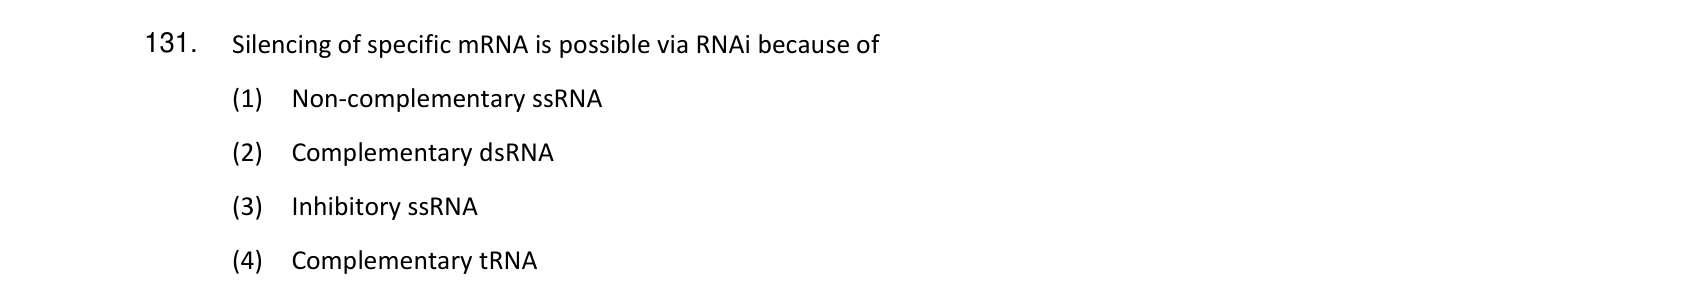 131. Silencing of specific mRNA is possible via RNAi because of
(1) Non-complementary ssRNA
(2) Complementary dsRNA
(3) Inhibitory ssRNA
(4) Complementary tRNA